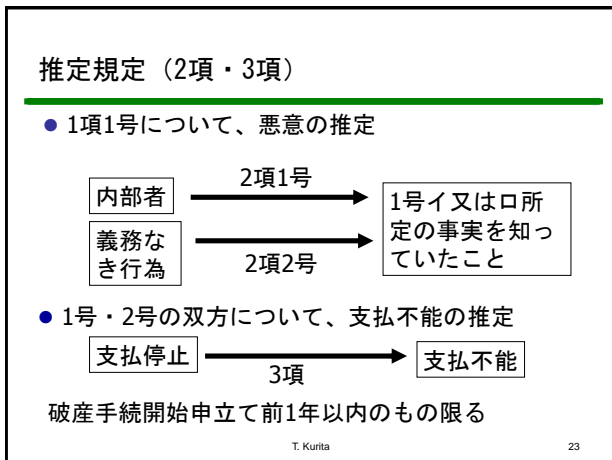 推定規定（2項・3項）
1項1号について、悪意の推定
内部者
2項1号
義務な
き行為
2項2号
1号イ又はロ所
定の事実を知っ
ていたこと
1号・2号の双方について、支払不能の推定
支払停止
3項
支払不能
破産手続開始申立て前1年以内のもの限る
T. Kurita
23